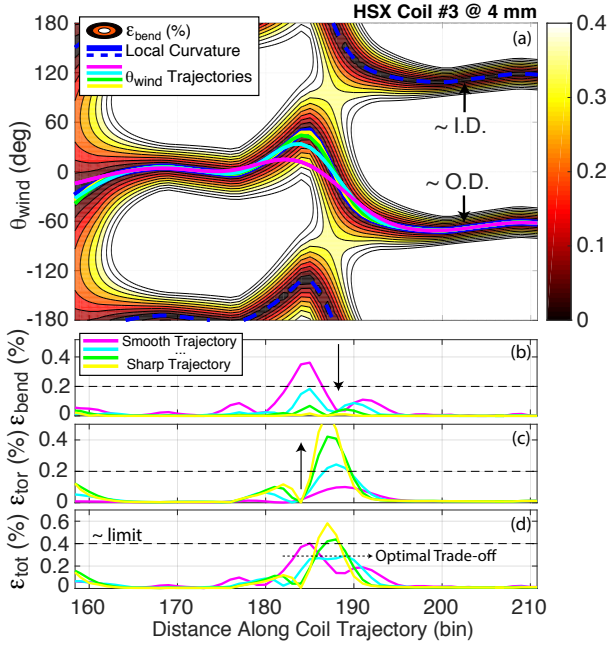 HSX Coil #3 @ 4 mm
ε_bend (%)
Local Curvature
θ_wind Trajectories
(a)
~ I.D.
~ O.D.
θ_wind (deg)
180
120
60
0
-60
-120
-180
0.4
0.3
0.2
0.1
0
Smooth Trajectory
...
Sharp Trajectory
(b)
ε_bend (%)
0.4
0.2
0
(c)
ε_tor (%)
0.4
0.2
0
(d)
~ limit
Optimal Trade-off
ε_tot (%)
0.6
0.4
0.2
0
160 170 180 190 200 210
Distance Along Coil Trajectory (bin)